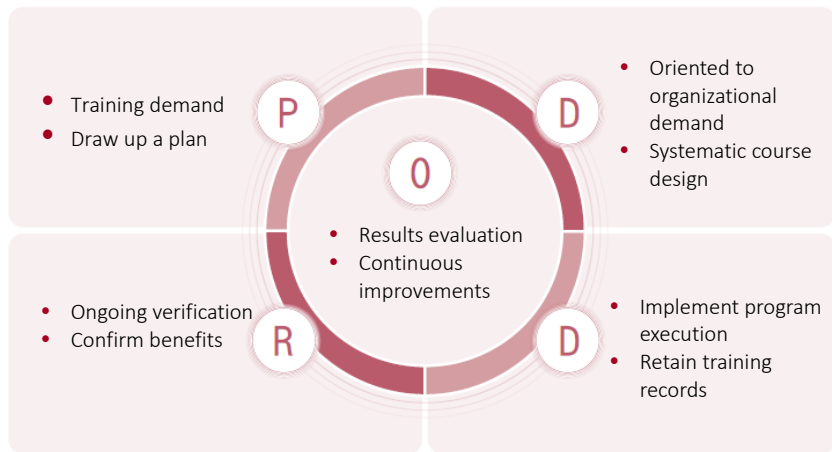 P
• Training demand
• Draw up a plan
D
• Oriented to
organizational
demand
• Systematic course
design
O
• Results evaluation
• Continuous
improvements
R
• Ongoing verification
• Confirm benefits
D
• Implement program
execution
• Retain training
records